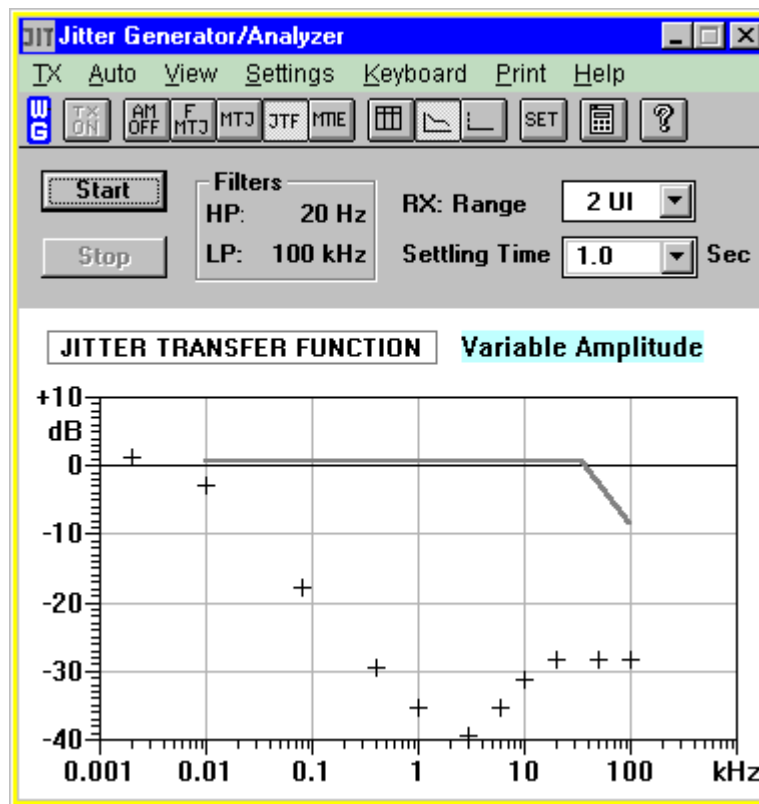 JIT Jitter Generator/Analyzer
TX Auto View Settings Keyboard Print Help
WG TX ON AM OFF F MTJ MTJ JTF MTIE SET ?
Start
Filters
HP: 20 Hz
LP: 100 kHz
RX: Range 2 UI
Stop
Settling Time 1.0 Sec
JITTER TRANSFER FUNCTION Variable Amplitude
+10
dB
0
-10
-20
-30
-40
0.001 0.01 0.1 1 10 100 kHz